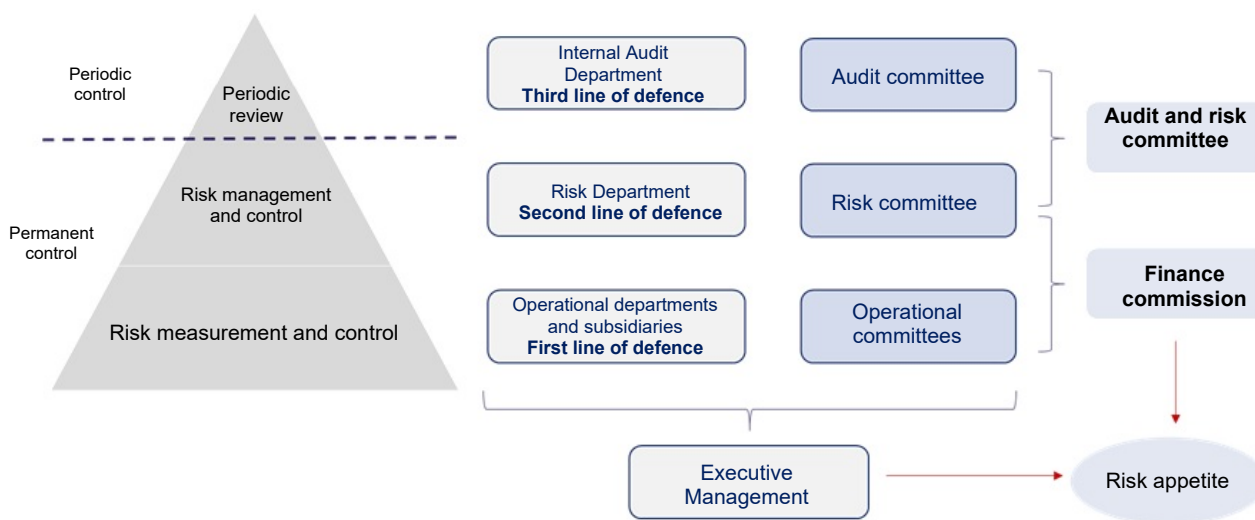 Periodic
control
Periodic
review
Risk management
and control
Permanent
control
Risk measurement and control
Internal Audit
Department
Third line of defence
Audit committee
Audit and risk
committee
Risk Department
Second line of defence
Risk committee
Finance
commission
Operational departments
and subsidiaries
First line of defence
Operational
committees
Executive
Management
Risk appetite